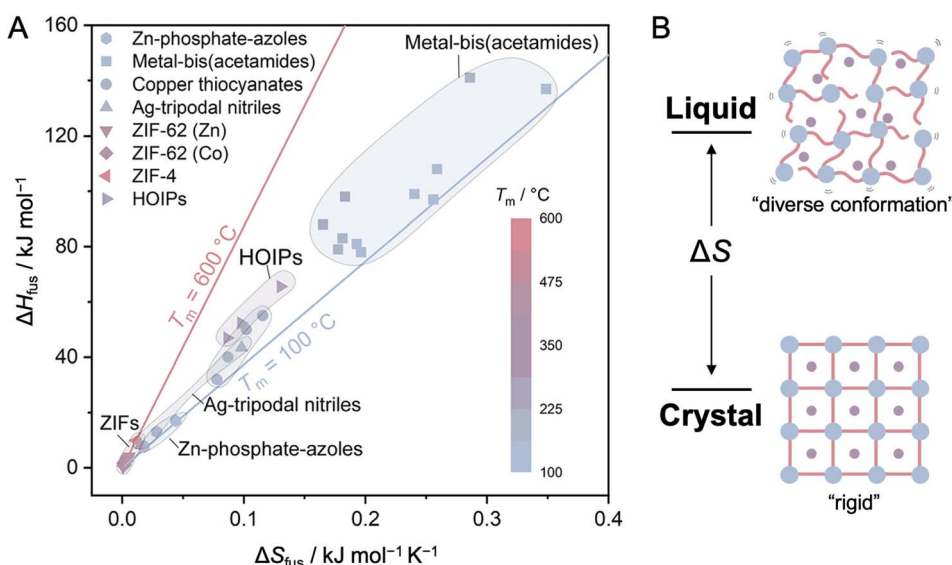 A
160
120
80
40
0
0.0
0.1
0.2
0.3
0.4
ΔHfus / kJ mol⁻¹
ΔSfus / kJ mol⁻¹ K⁻¹
Zn-phosphate-azoles
Metal-bis(acetamides)
Copper thiocyanates
Ag-tripodal nitriles
ZIF-62 (Zn)
ZIF-62 (Co)
ZIF-4
HOIPs
Metal-bis(acetamides)
Tm = 600 °C
HOIPs
Tm = 100 °C
ZIFs
Ag-tripodal nitriles
Zn-phosphate-azoles
Tm / °C
600
475
350
225
100
B
Liquid
“diverse conformation”
ΔS
Crystal
“rigid”